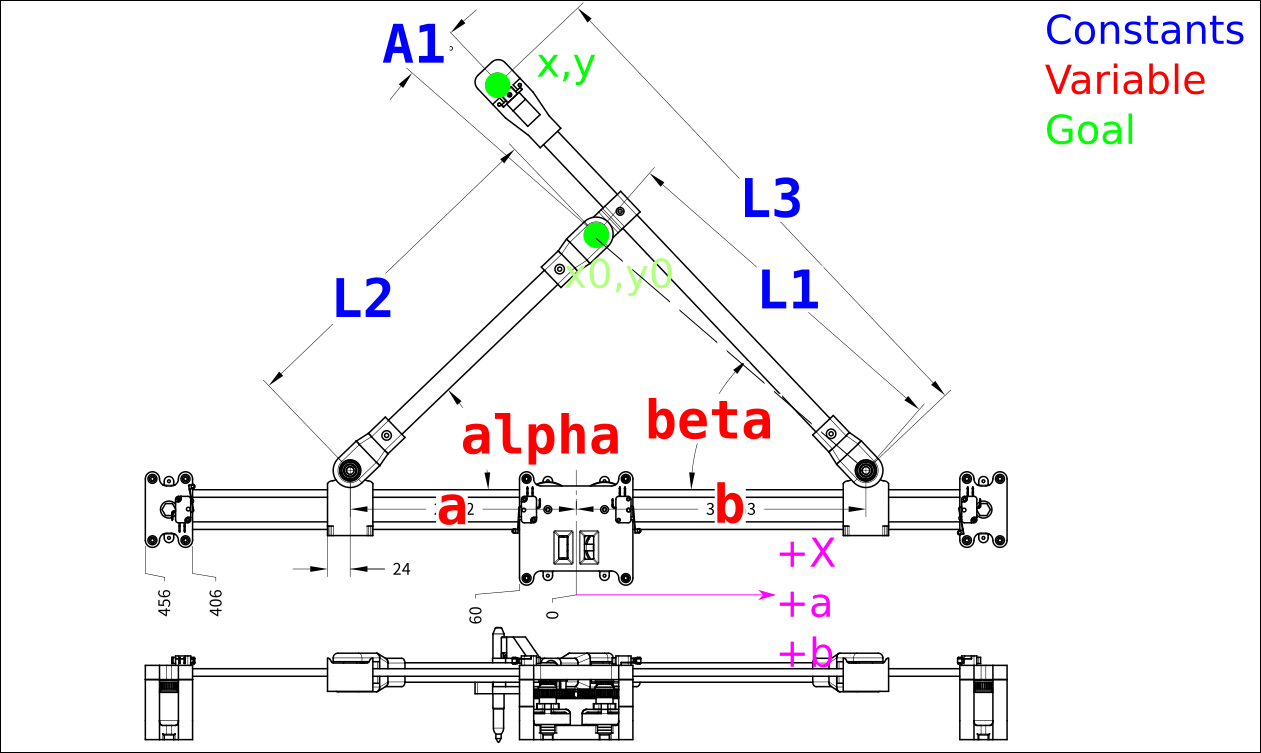 Constants
Variable
Goal
A1
x,y
L3
L1
L2
x0,y0
alpha
beta
a
2
b
3
3
+X
+a
+b
24
456
406
60
0